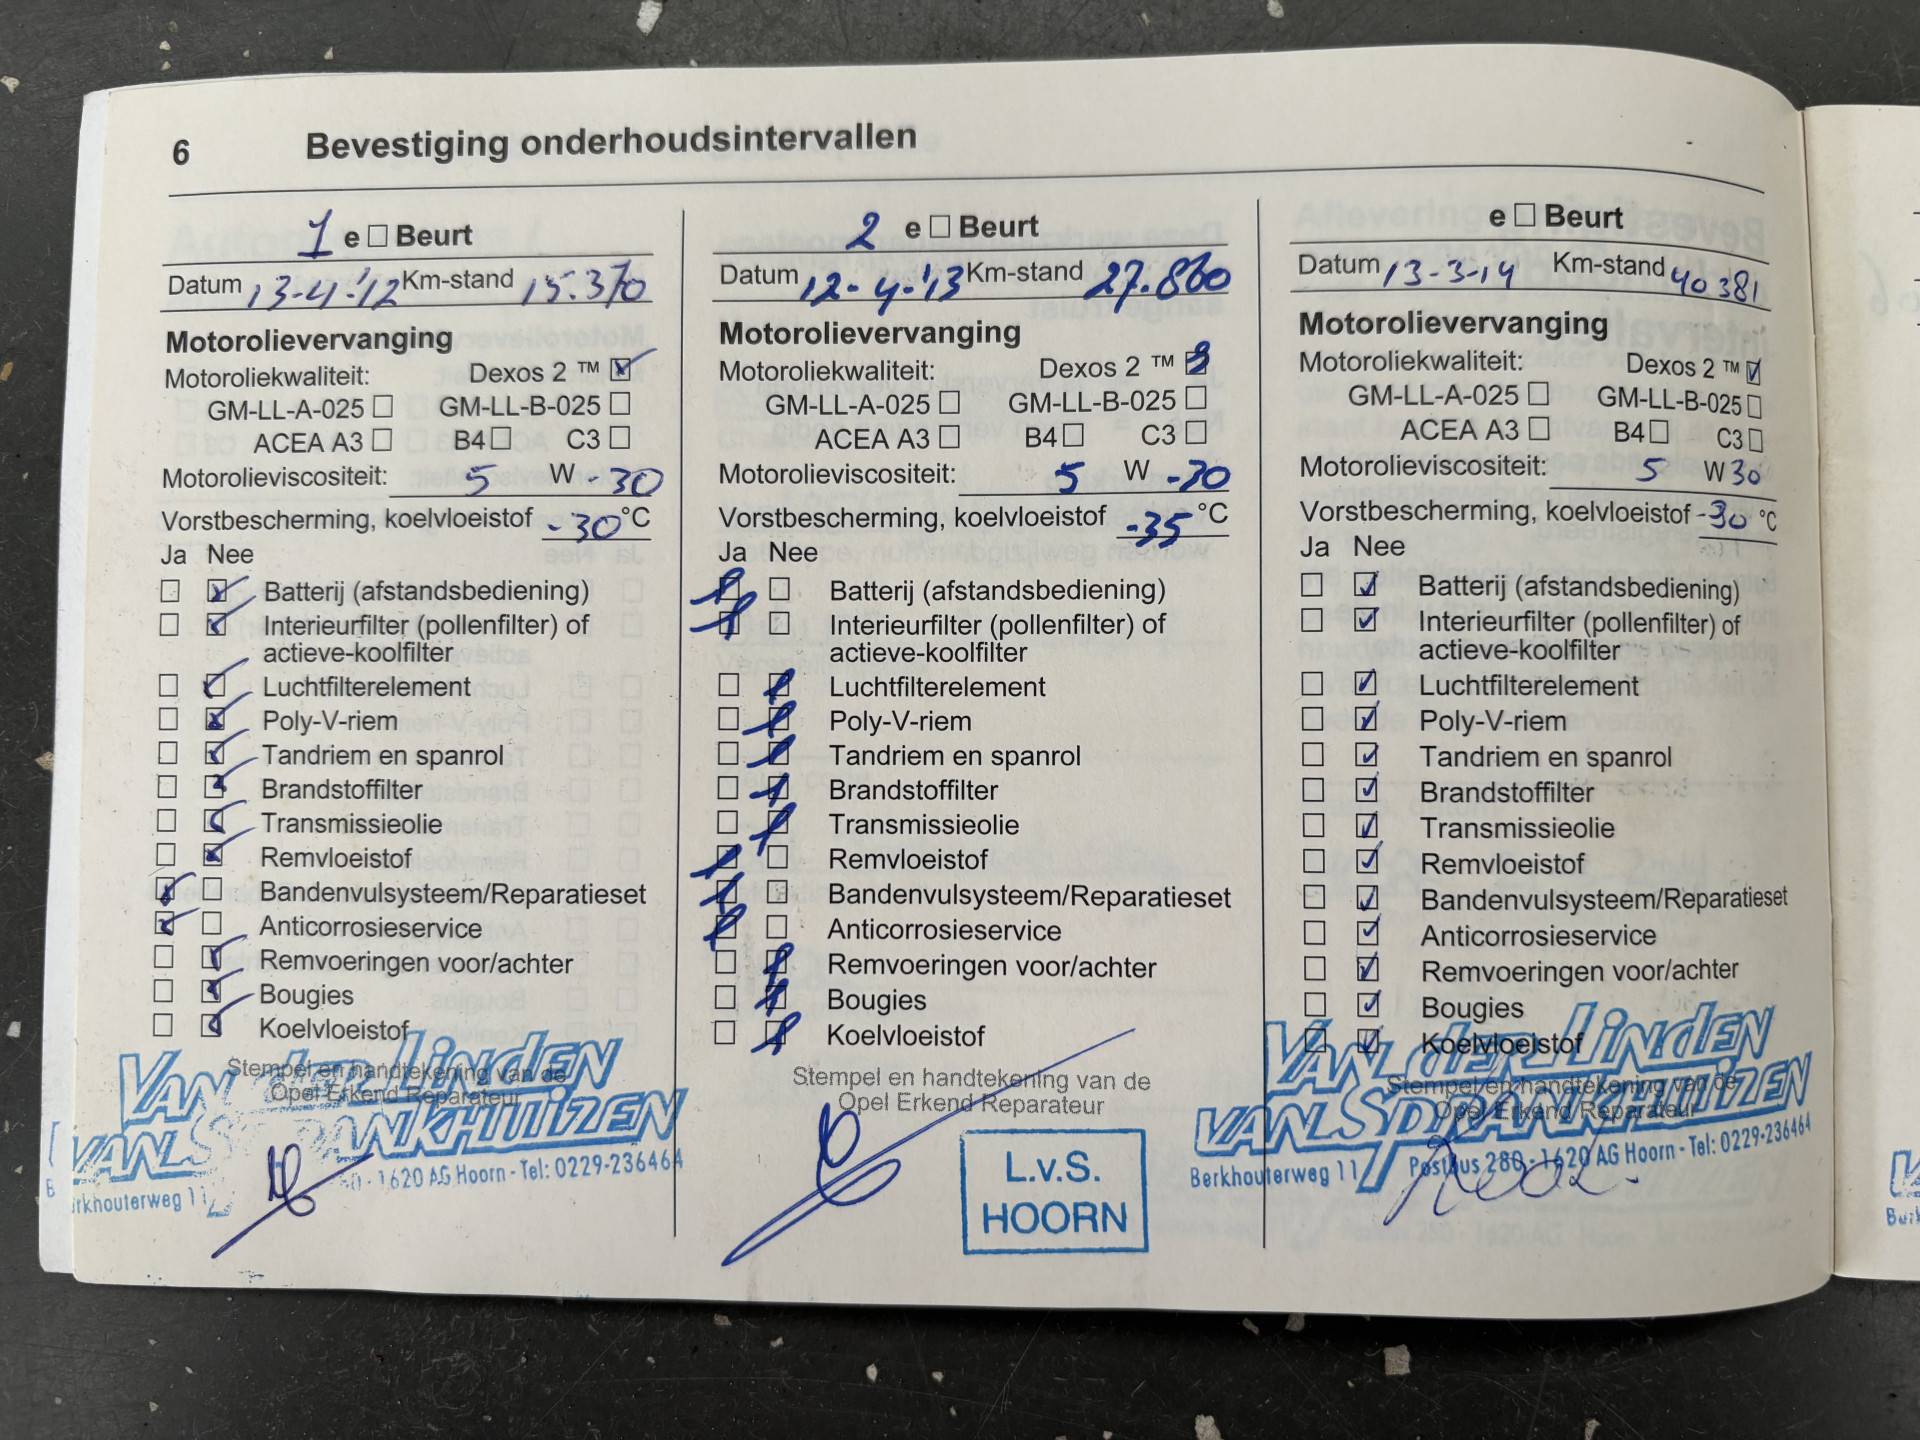 6 Bevestiging onderhoudsintervallen
1 e □ Beurt
Datum 13-4-'12 Km-stand 15.370
Motorolievervanging
Motoroliekwaliteit: Dexos 2 ™ ☑
GM-LL-A-025 □ GM-LL-B-025 □
ACEA A3 □ B4 □ C3 □
Motorolieviscositeit: 5 W -30
Vorstbescherming, koelvloeistof -30 °C
Ja Nee
□ ☑ Batterij (afstandsbediening)
□ ☑ Interieurfilter (pollenfilter) of
actieve-koolfilter
□ ☑ Luchtfilterelement
□ ☑ Poly-V-riem
□ ☑ Tandriem en spanrol
□ ☑ Brandstoffilter
□ ☑ Transmissieolie
□ ☑ Remvloeistof
☑ □ Bandenvulsysteem/Reparatieset
☑ □ Anticorrosieservice
□ ☑ Remvoeringen voor/achter
□ ☑ Bougies
□ ☑ Koelvloeistof
Stempel en handtekening van de
Opel Erkend Reparateur
VAN der LINdEN
VAN SPRANKHUIZEN
rkhouterweg 11 1620 AG Hoorn - Tel: 0229-236464
2 e □ Beurt
Datum 12-4-'13 Km-stand 27.860
Motorolievervanging
Motoroliekwaliteit: Dexos 2 ™ ☑
GM-LL-A-025 □ GM-LL-B-025 □
ACEA A3 □ B4 □ C3 □
Motorolieviscositeit: 5 W -30
Vorstbescherming, koelvloeistof -35 °C
Ja Nee
☑ □ Batterij (afstandsbediening)
☑ □ Interieurfilter (pollenfilter) of
actieve-koolfilter
□ ☑ Luchtfilterelement
□ ☑ Poly-V-riem
□ ☑ Tandriem en spanrol
□ ☑ Brandstoffilter
□ ☑ Transmissieolie
☑ □ Remvloeistof
☑ □ Bandenvulsysteem/Reparatieset
☑ □ Anticorrosieservice
□ ☑ Remvoeringen voor/achter
□ ☑ Bougies
□ ☑ Koelvloeistof
Stempel en handtekening van de
Opel Erkend Reparateur
L.v.S.
HOORN
e □ Beurt
Datum 13-3-14 Km-stand 40381
Motorolievervanging
Motoroliekwaliteit: Dexos 2 ™ ☑
GM-LL-A-025 □ GM-LL-B-025 □
ACEA A3 □ B4 □ C3 □
Motorolieviscositeit: 5 W 30
Vorstbescherming, koelvloeistof -30 °C
Ja Nee
□ ☑ Batterij (afstandsbediening)
□ ☑ Interieurfilter (pollenfilter) of
actieve-koolfilter
□ ☑ Luchtfilterelement
□ ☑ Poly-V-riem
□ ☑ Tandriem en spanrol
□ ☑ Brandstoffilter
□ ☑ Transmissieolie
□ ☑ Remvloeistof
□ ☑ Bandenvulsysteem/Reparatieset
□ ☑ Anticorrosieservice
□ ☑ Remvoeringen voor/achter
□ ☑ Bougies
□ ☑ Koelvloeistof
Stempel en handtekening van de
Opel Erkend Reparateur
VAN der LINdEN
VAN SPRANKHUIZEN
Berkhouterweg 11 Postbus 280 - 1620 AG Hoorn - Tel: 0229-236464